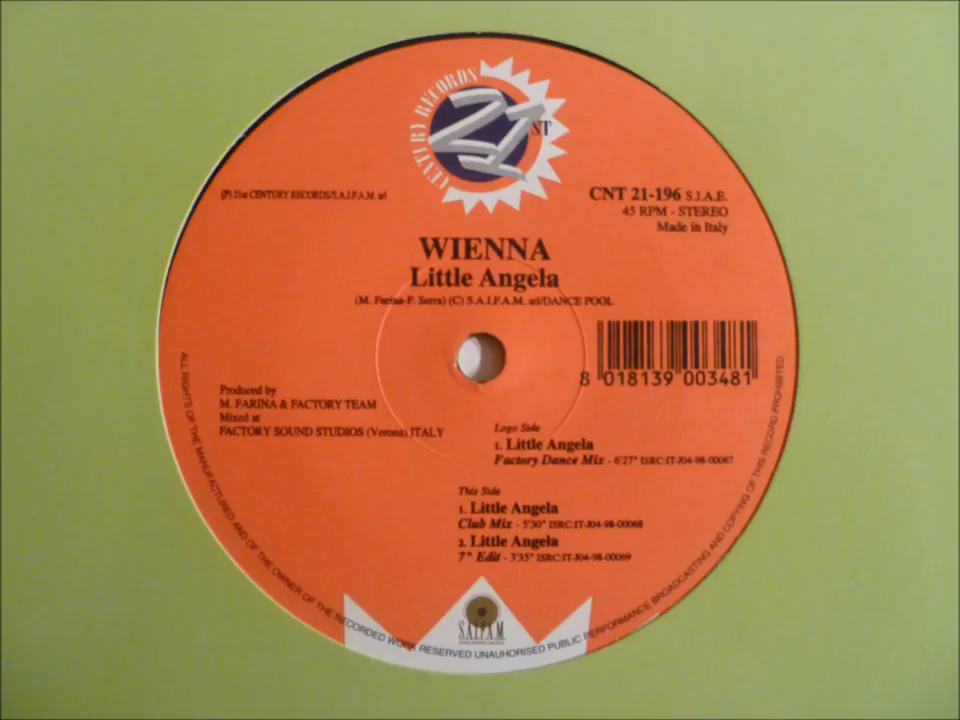 21ST
CENTURY RECORDS
(P) 21st CENTURY RECORDS/S.A.I.F.A.M. srl
CNT 21-196 S.I.A.E.
45 RPM - STEREO
Made in Italy
WIENNA
Little Angela
(M. Farina-F. Serra) (C) S.A.I.F.A.M. srl/DANCE POOL
8 018139 003481
Produced by
M. FARINA & FACTORY TEAM
Mixed at
FACTORY SOUND STUDIOS (Verona) ITALY
Logo Side
1. Little Angela
Factory Dance Mix - 6'27" ISRC:IT-J04-98-00067
This Side
1. Little Angela
Club Mix - 5'30" ISRC:IT-J04-98-00068
2. Little Angela
7" Edit - 3'35" ISRC:IT-J04-98-00069
S.A.I.F.A.M.
ALL RIGHTS OF THE MANUFACTURED AND OF THE OWNER OF THE RECORDED WORK RESERVED UNAUHORISED PUBLIC PERFORMANCE BROADCASTING AND COPYING OF THIS RECORD PROHIBITED